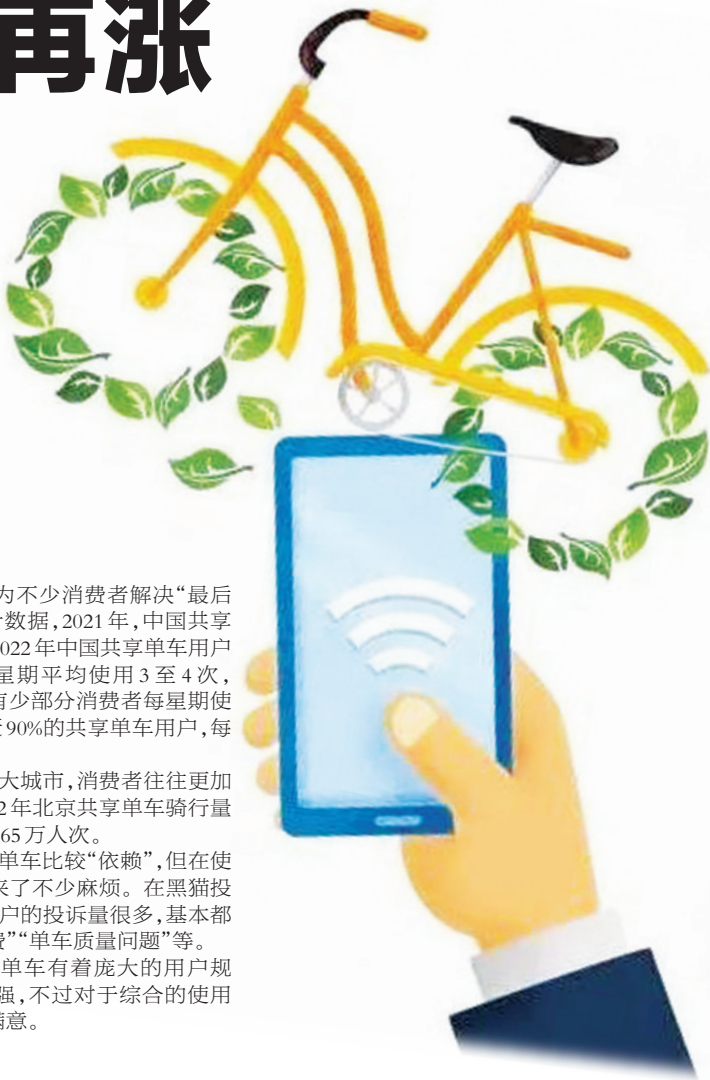 再涨
为不少消费者解决“最后
计数据,2021年,中国共享
022年中国共享单车用户
星期平均使用3至4次,
有少部分消费者每星期使
近90%的共享单车用户,每
大城市,消费者往往更加
2年北京共享单车骑行量
65万人次。
单车比较“依赖”,但在使
来了不少麻烦。在黑猫投
户的投诉量很多,基本都
费”“单车质量问题”等。
单车有着庞大的用户规
强,不过对于综合的使用
满意。